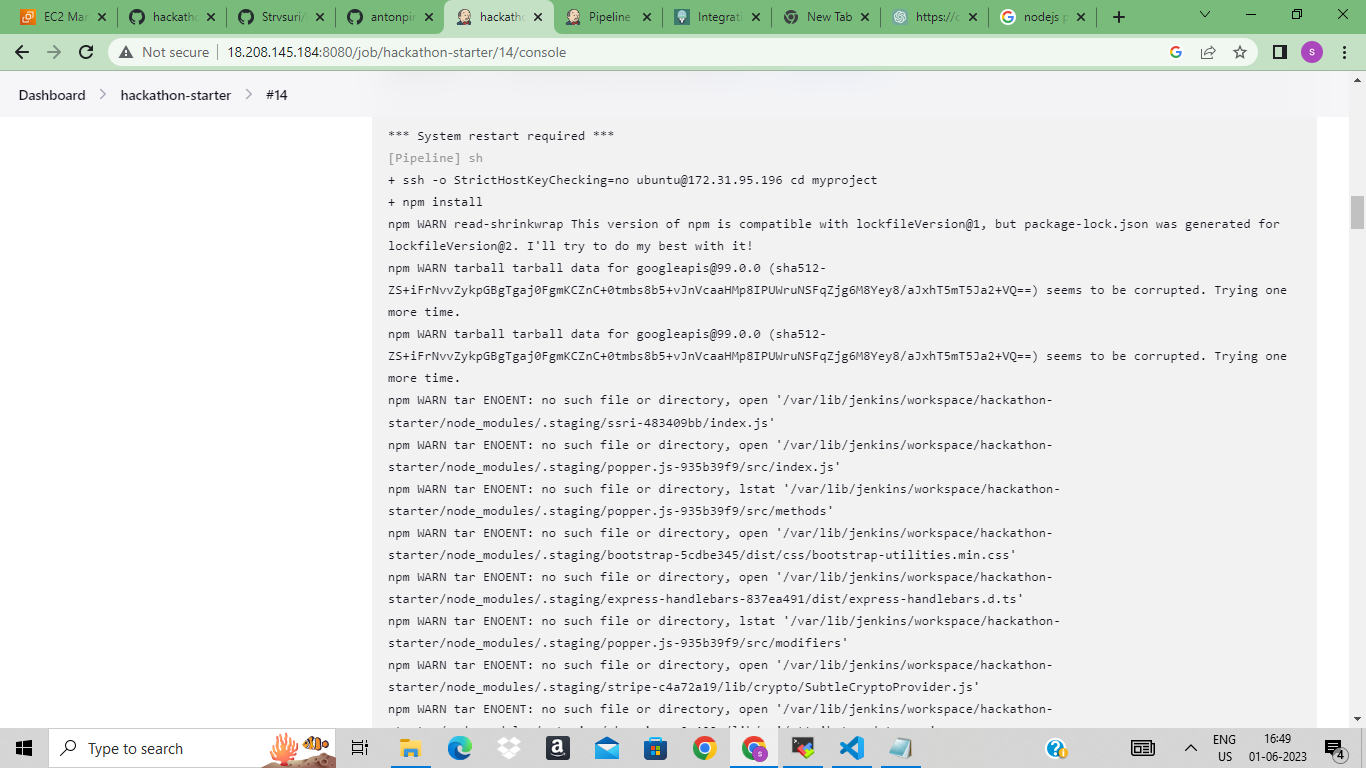 EC2 Mar
hackath
Strvsuri/
antonpi
hackath
Pipeline
Integrat
New Tab
https://c
nodejs p
Not secure
18.208.145.184:8080/job/hackathon-starter/14/console
s
Dashboard
hackathon-starter
#14
*** System restart required ***
[Pipeline] sh
+ ssh -o StrictHostKeyChecking=no ubuntu@172.31.95.196 cd myproject
+ npm install
npm WARN read-shrinkwrap This version of npm is compatible with lockfileVersion@1, but package-lock.json was generated for
lockfileVersion@2. I'll try to do my best with it!
npm WARN tarball tarball data for googleapis@99.0.0 (sha512-
ZS+iFrNvvZykpGBgTgaj0FgmKCZnC+0tmbs8b5+vJnVcaaHMp8IPUWruNSFqZjg6M8Yey8/aJxhT5mT5Ja2+VQ==) seems to be corrupted. Trying one
more time.
npm WARN tarball tarball data for googleapis@99.0.0 (sha512-
ZS+iFrNvvZykpGBgTgaj0FgmKCZnC+0tmbs8b5+vJnVcaaHMp8IPUWruNSFqZjg6M8Yey8/aJxhT5mT5Ja2+VQ==) seems to be corrupted. Trying one
more time.
npm WARN tar ENOENT: no such file or directory, open '/var/lib/jenkins/workspace/hackathon-
starter/node_modules/.staging/ssri-483409bb/index.js'
npm WARN tar ENOENT: no such file or directory, open '/var/lib/jenkins/workspace/hackathon-
starter/node_modules/.staging/popper.js-935b39f9/src/index.js'
npm WARN tar ENOENT: no such file or directory, lstat '/var/lib/jenkins/workspace/hackathon-
starter/node_modules/.staging/popper.js-935b39f9/src/methods'
npm WARN tar ENOENT: no such file or directory, open '/var/lib/jenkins/workspace/hackathon-
starter/node_modules/.staging/bootstrap-5cdbe345/dist/css/bootstrap-utilities.min.css'
npm WARN tar ENOENT: no such file or directory, open '/var/lib/jenkins/workspace/hackathon-
starter/node_modules/.staging/express-handlebars-837ea491/dist/express-handlebars.d.ts'
npm WARN tar ENOENT: no such file or directory, lstat '/var/lib/jenkins/workspace/hackathon-
starter/node_modules/.staging/popper.js-935b39f9/src/modifiers'
npm WARN tar ENOENT: no such file or directory, open '/var/lib/jenkins/workspace/hackathon-
starter/node_modules/.staging/stripe-c4a72a19/lib/crypto/SubtleCryptoProvider.js'
npm WARN tar ENOENT: no such file or directory, open '/var/lib/jenkins/workspace/hackathon-
Type to search
ENG
US
16:49
01-06-2023
4